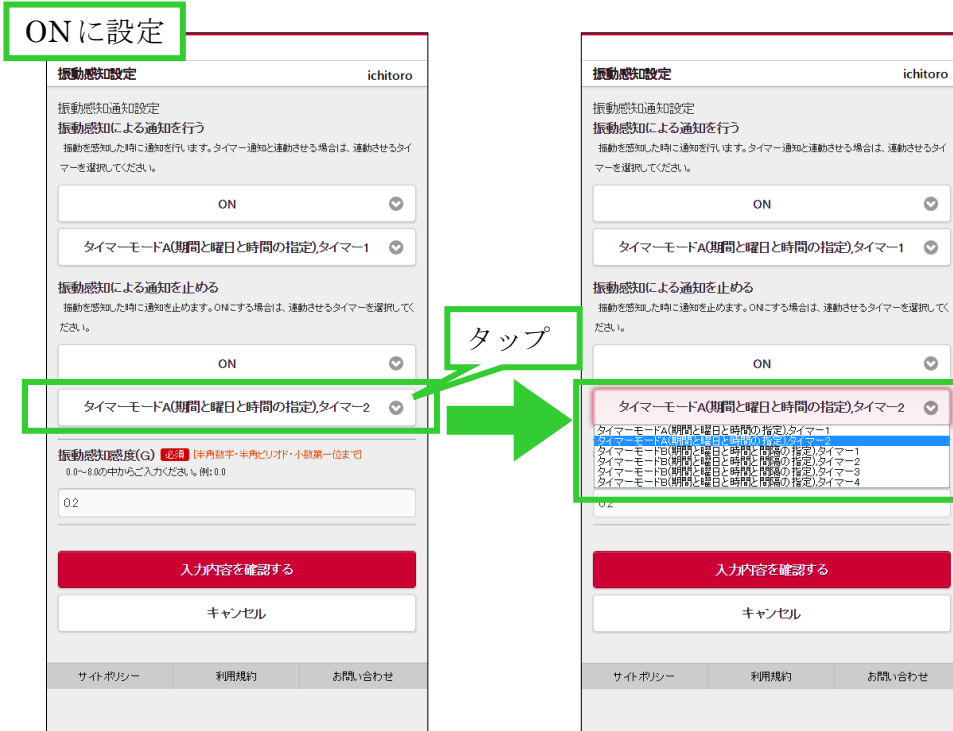 ONに設定
振動感知設定
ichitoro
振動感知通知設定
振動感知による通知を行う
振動を感知した時に通知を行います。タイマー通知と連動させる場合は、連動させるタイ
マーを選択してください。
ON
タイマーモードA(期間と曜日と時間の指定),タイマー1
振動感知による通知を止める
振動を感知した時に通知を止めます。ONにする場合は、連動させるタイマーを選択してく
ださい。
ON
タイマーモードA(期間と曜日と時間の指定),タイマー2
振動感知感度(G) 必須 [半角数字・半角ピリオド・小数第一位まで]
0.0～8.0の中からご入力ください。例:0.0
0.2
入力内容を確認する
キャンセル
サイトポリシー
利用規約
お問い合わせ
タップ
振動感知設定
ichitoro
振動感知通知設定
振動感知による通知を行う
振動を感知した時に通知を行います。タイマー通知と連動させる場合は、連動させるタイ
マーを選択してください。
ON
タイマーモードA(期間と曜日と時間の指定),タイマー1
振動感知による通知を止める
振動を感知した時に通知を止めます。ONにする場合は、連動させるタイマーを選択してく
ださい。
ON
タイマーモードA(期間と曜日と時間の指定),タイマー2
タイマーモードA(期間と曜日と時間の指定),タイマー1
タイマーモードA(期間と曜日と時間の指定),タイマー2
タイマーモードB(期間と曜日と時間と間隔の指定),タイマー1
タイマーモードB(期間と曜日と時間と間隔の指定),タイマー2
タイマーモードB(期間と曜日と時間と間隔の指定),タイマー3
タイマーモードB(期間と曜日と時間と間隔の指定),タイマー4
0.2
入力内容を確認する
キャンセル
サイトポリシー
利用規約
お問い合わせ